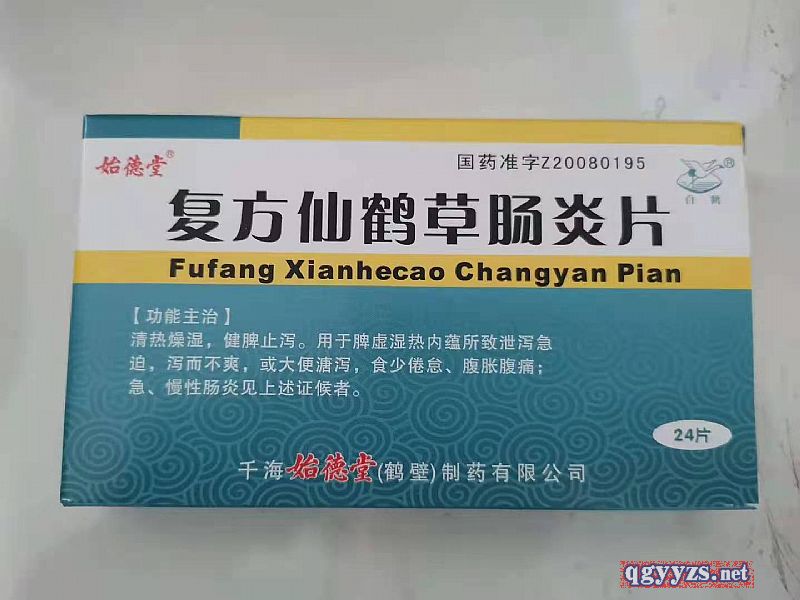 始德堂®
国药准字Z20080195
®
白鹤
复方仙鹤草肠炎片
Fufang Xianhecao Changyan Pian
【功能主治】
清热燥湿，健脾止泻。用于脾虚湿热内蕴所致泄泻急
迫，泻而不爽，或大便溏泻，食少倦怠、腹胀腹痛；
急、慢性肠炎见上述证候者。
24片
千海始德堂(鹤壁)制药有限公司
qgyyzs.net